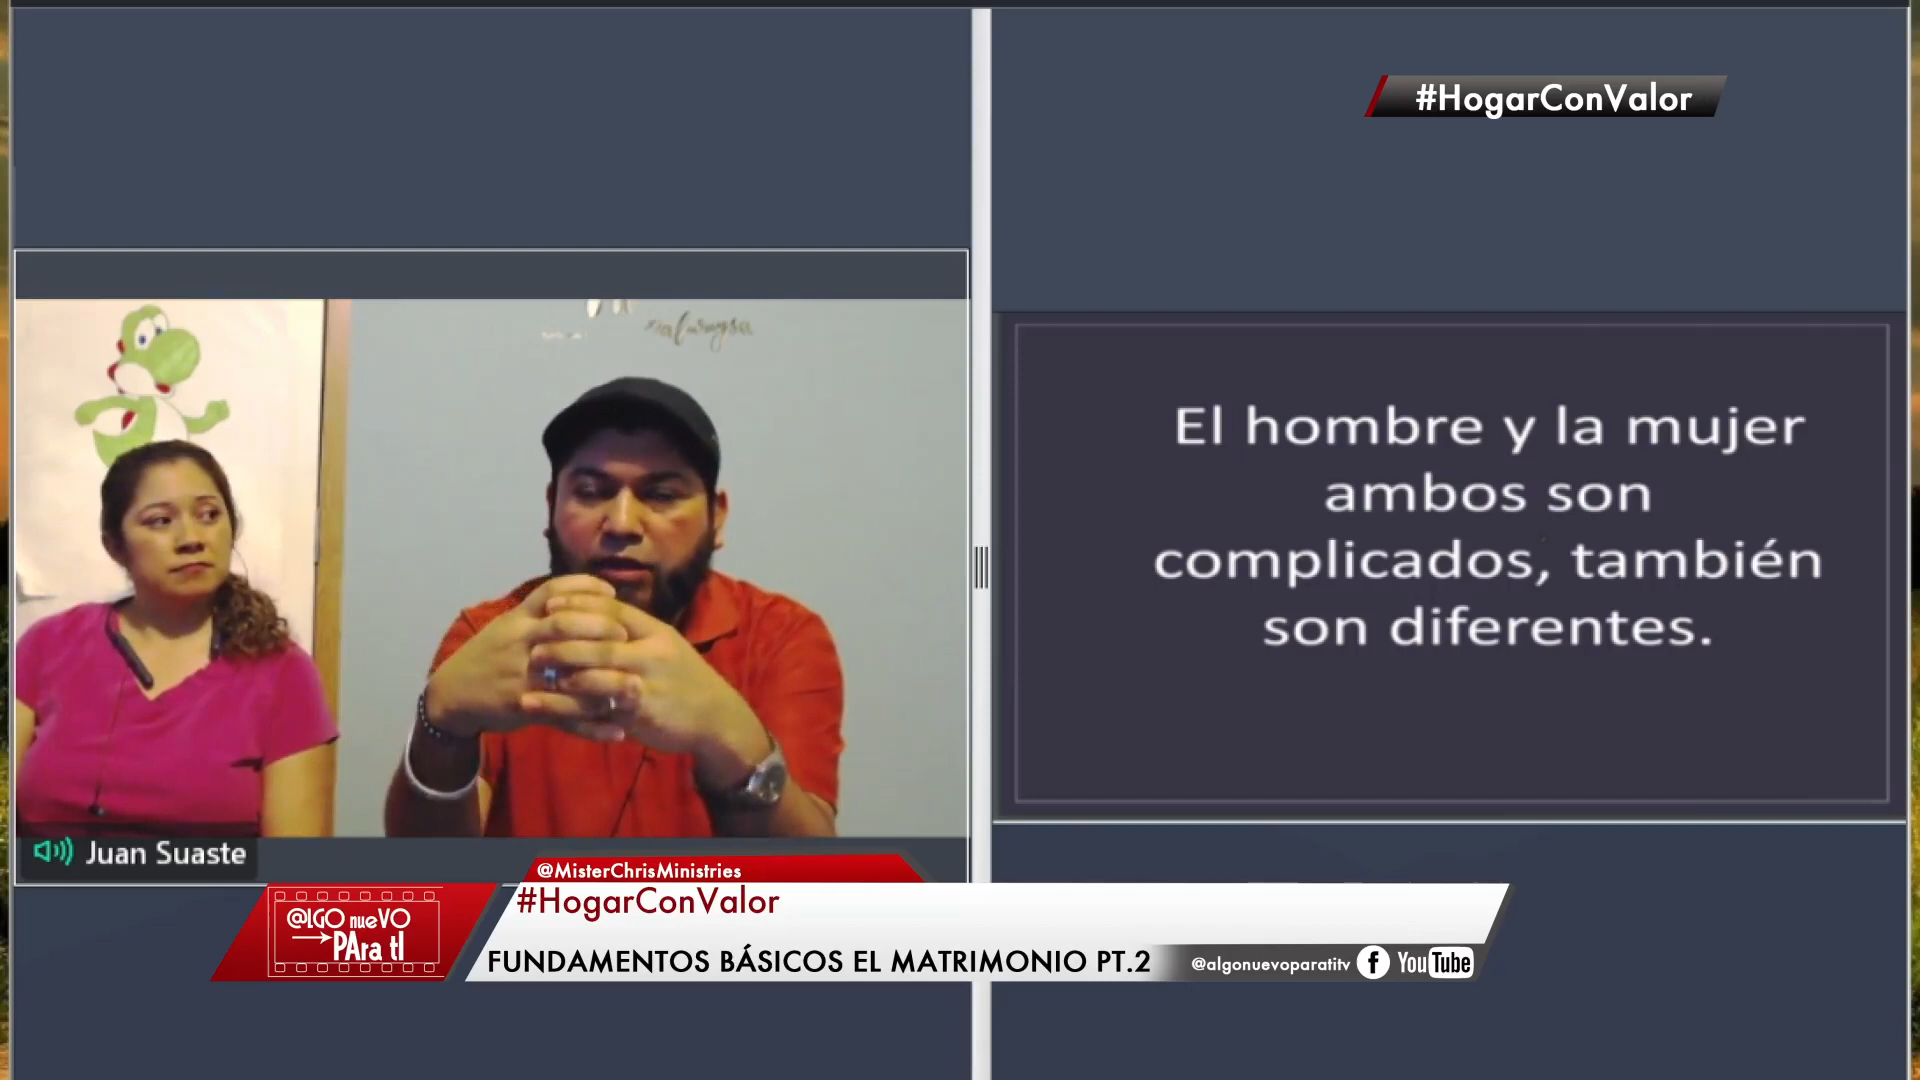 #HogarConValor
El hombre y la mujer
ambos son
complicados, también
son diferentes.
Juan Suaste
@MisterChrisMinistries
#HogarConValor
@LGO nueVO
PAra tI
FUNDAMENTOS BÁSICOS EL MATRIMONIO PT.2
@algonuevoparatitv f YouTube